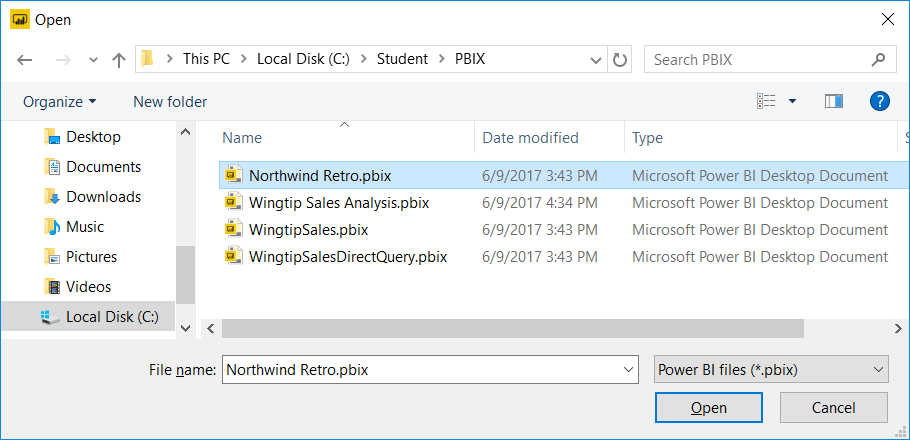 Open
This PC > Local Disk (C:) > Student > PBIX
Search PBIX
Organize
New folder
?
Desktop
Documents
Downloads
Music
Pictures
Videos
Local Disk (C:)
Name Date modified Type
Northwind Retro.pbix 6/9/2017 3:43 PM Microsoft Power BI Desktop Document
Wingtip Sales Analysis.pbix 6/9/2017 4:34 PM Microsoft Power BI Desktop Document
WingtipSales.pbix 6/9/2017 3:43 PM Microsoft Power BI Desktop Document
WingtipSalesDirectQuery.pbix 6/9/2017 3:43 PM Microsoft Power BI Desktop Document
File name: Northwind Retro.pbix Power BI files (*.pbix)
Open Cancel